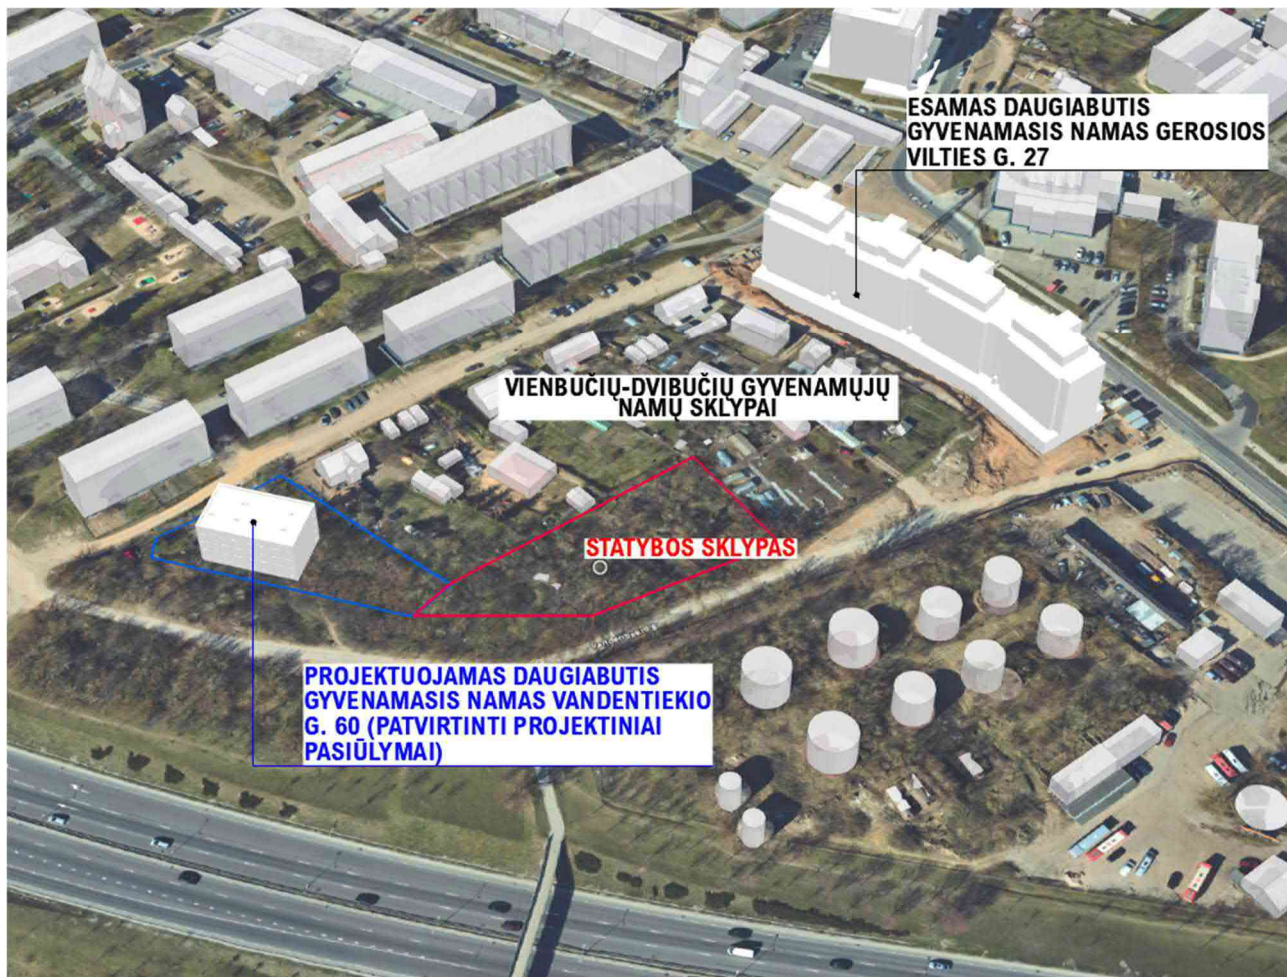 ESAMAS DAUGIABUTIS
GYVENAMASIS NAMAS GEROSIOS
VILTIES G. 27
VIENBUČIŲ-DVIBUČIŲ GYVENAMŲJŲ
NAMŲ SKLYPAI
STATYBOS SKLYPAS
PROJEKTUOJAMAS DAUGIABUTIS
GYVENAMASIS NAMAS VANDENTIEKIO
G. 60 (PATVIRTINTI PROJEKTINIAI
PASIŪLYMAI)